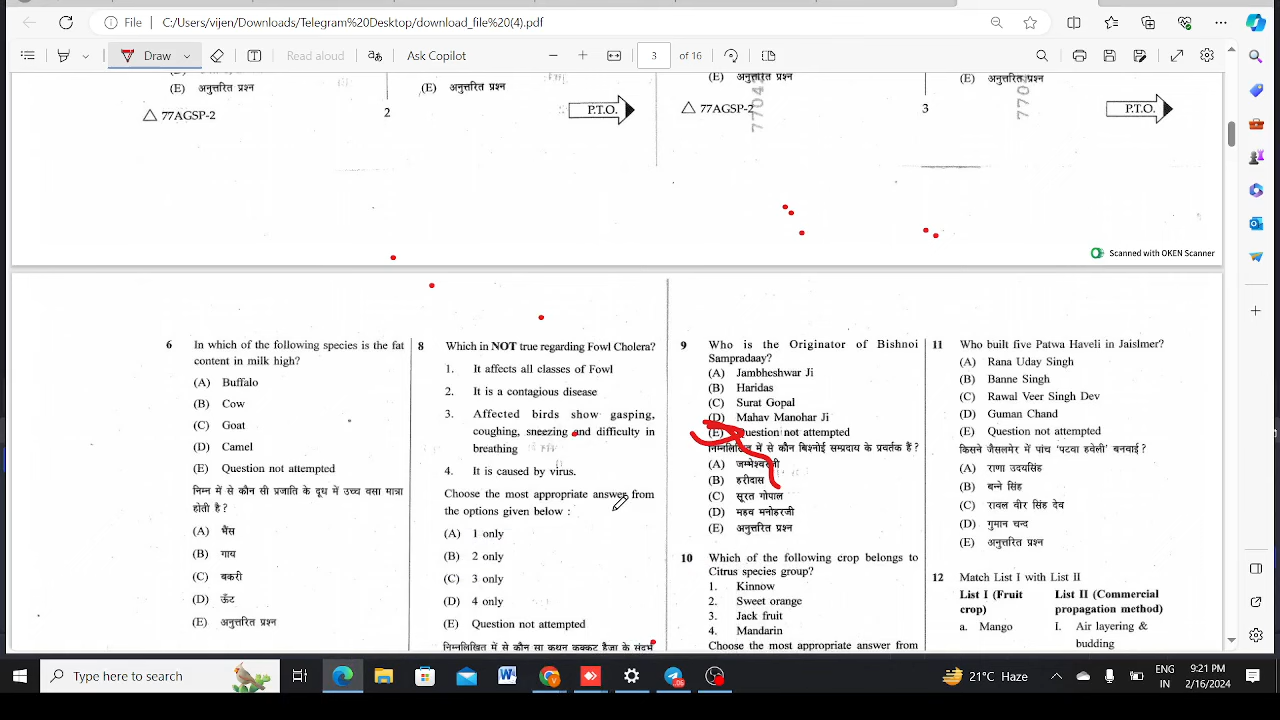 File
C:/Users/vijen/Downloads/Telegram%20Desktop/download_file%20(4).pdf
Draw
Read aloud
Ask Copilot
3
of 16
(E) अनुत्तरित प्रश्न
(E) अनुत्तरित प्रश्न
(E) अनुत्तरित प्रश्न
(E) अनुत्तरित प्रश्न
△ 77AGSP-2
2
P.T.O.
△ 77AGSP-2
3
P.T.O.
Scanned with OKEN Scanner
6 In which of the following species is the fat
content in milk high?
(A) Buffalo
(B) Cow
(C) Goat
(D) Camel
(E) Question not attempted
निम्न में से कौन सी प्रजाति के दूध में उच्च वसा मात्रा
होती है ?
(A) भैंस
(B) गाय
(C) बकरी
(D) ऊँट
(E) अनुत्तरित प्रश्न
8 Which in NOT true regarding Fowl Cholera?
1. It affects all classes of Fowl
2. It is a contagious disease
3. Affected birds show gasping,
coughing, sneezing and difficulty in
breathing
4. It is caused by virus.
Choose the most appropriate answer from
the options given below :
(A) 1 only
(B) 2 only
(C) 3 only
(D) 4 only
(E) Question not attempted
निम्नलिखित में से कौन सा कथन कुक्कुट हैजा के संदर्भ
9 Who is the Originator of Bishnoi
Sampradaay?
(A) Jambheshwar Ji
(B) Haridas
(C) Surat Gopal
(D) Mahav Manohar Ji
(E) Question not attempted
निम्नलिखित में से कौन बिश्नोई सम्प्रदाय के प्रवर्तक हैं ?
(A) जम्भेश्वरजी
(B) हरीदास
(C) सूरत गोपाल
(D) महव मनोहरजी
(E) अनुत्तरित प्रश्न
10 Which of the following crop belongs to
Citrus species group?
1. Kinnow
2. Sweet orange
3. Jack fruit
4. Mandarin
Choose the most appropriate answer from
11 Who built five Patwa Haveli in Jaislmer?
(A) Rana Uday Singh
(B) Banne Singh
(C) Rawal Veer Singh Dev
(D) Guman Chand
(E) Question not attempted
किसने जैसलमेर में पांच 'पटवा हवेली' बनवाई ?
(A) राणा उदयसिंह
(B) बन्ने सिंह
(C) रावल वीर सिंह देव
(D) गुमान चन्द
(E) अनुत्तरित प्रश्न
12 Match List I with List II
List I (Fruit List II (Commercial
crop) propagation method)
a. Mango I. Air layering &
budding
Type here to search
21°C Haze
ENG
IN
9:21 PM
2/16/2024